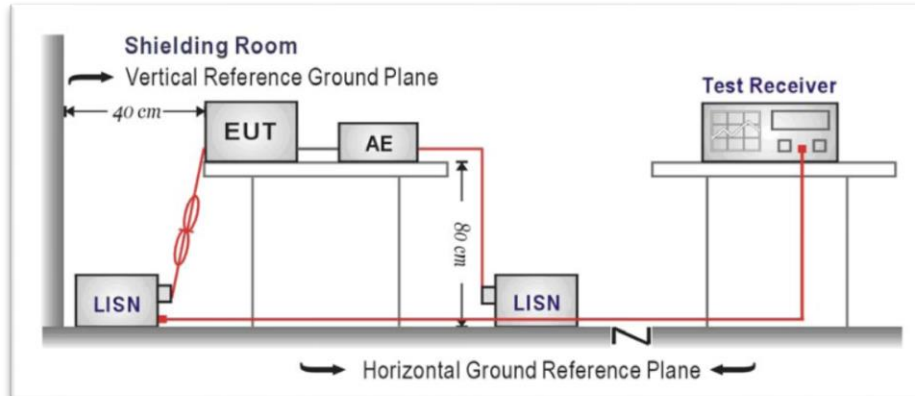 Shielding Room
Vertical Reference Ground Plane
40 cm
EUT
AE
Test Receiver
80 cm
LISN
LISN
Horizontal Ground Reference Plane